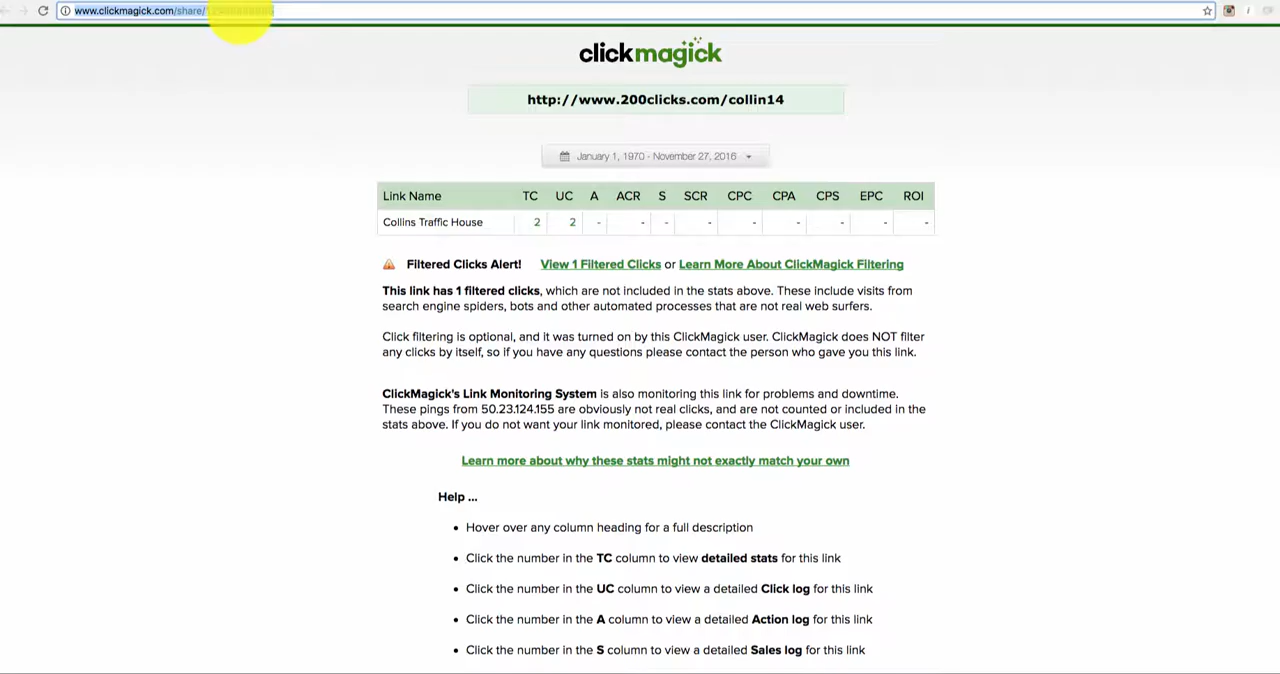 www.clickmagick.com/share/
clickmagick
http://www.200clicks.com/collin14
January 1, 1970 - November 27, 2016
Link Name TC UC A ACR S SCR CPC CPA CPS EPC ROI
Collins Traffic House 2 2 - - - - - - - - -
Filtered Clicks Alert! View 1 Filtered Clicks or Learn More About ClickMagick Filtering
This link has 1 filtered clicks, which are not included in the stats above. These include visits from
search engine spiders, bots and other automated processes that are not real web surfers.
Click filtering is optional, and it was turned on by this ClickMagick user. ClickMagick does NOT filter
any clicks by itself, so if you have any questions please contact the person who gave you this link.
ClickMagick's Link Monitoring System is also monitoring this link for problems and downtime.
These pings from 50.23.124.155 are obviously not real clicks, and are not counted or included in the
stats above. If you do not want your link monitored, please contact the ClickMagick user.
Learn more about why these stats might not exactly match your own
Help ...
• Hover over any column heading for a full description
• Click the number in the TC column to view detailed stats for this link
• Click the number in the UC column to view a detailed Click log for this link
• Click the number in the A column to view a detailed Action log for this link
• Click the number in the S column to view a detailed Sales log for this link